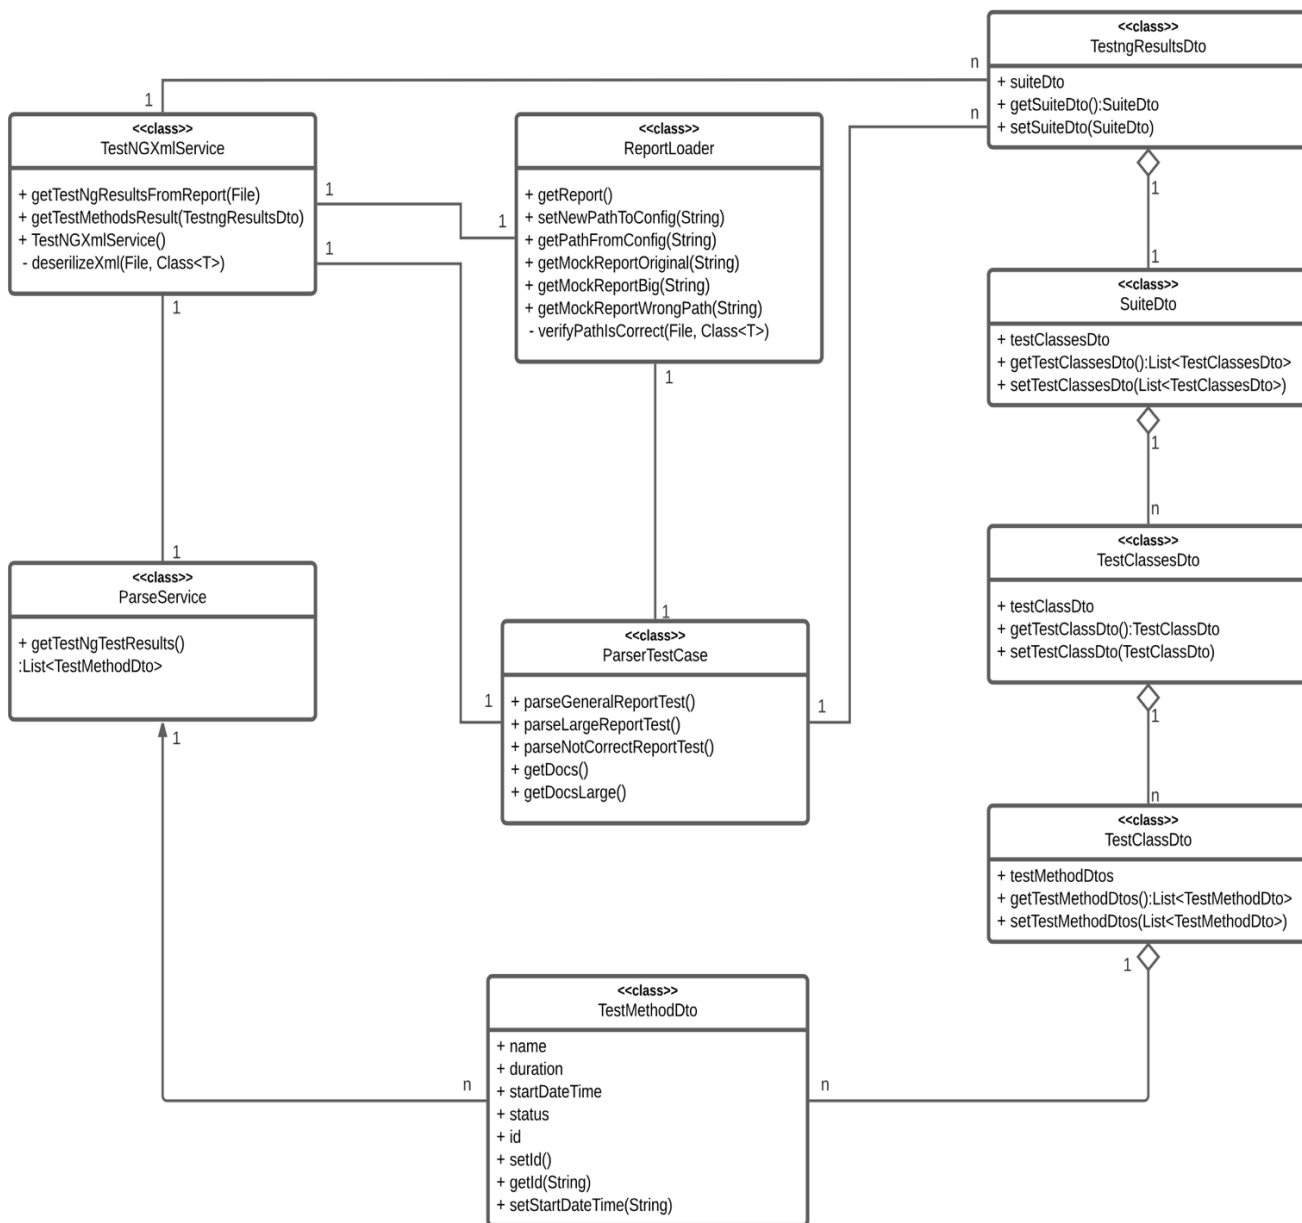 <<class>>
TestngResultsDto
+ suiteDto
+ getSuiteDto():SuiteDto
+ setSuiteDto(SuiteDto)
n
n
1
1
<<class>>
TestNGXmlService
+ getTestNgResultsFromReport(File)
+ getTestMethodsResult(TestngResultsDto)
+ TestNGXmlService()
- deserilizeXml(File, Class<T>)
1
1
1
<<class>>
ReportLoader
+ getReport()
+ setNewPathToConfig(String)
+ getPathFromConfig(String)
+ getMockReportOriginal(String)
+ getMockReportBig(String)
+ getMockReportWrongPath(String)
- verifyPathIsCorrect(File, Class<T>)
1
1
1
<<class>>
SuiteDto
+ testClassesDto
+ getTestClassesDto():List<TestClassesDto>
+ setTestClassesDto(List<TestClassesDto>)
1
n
1
<<class>>
ParseService
+ getTestNgTestResults()
:List<TestMethodDto>
1
1
<<class>>
ParserTestCase
+ parseGeneralReportTest()
+ parseLargeReportTest()
+ parseNotCorrectReportTest()
+ getDocs()
+ getDocsLarge()
1
1
<<class>>
TestClassesDto
+ testClassDto
+ getTestClassDto():TestClassDto
+ setTestClassDto(TestClassDto)
1
n
<<class>>
TestClassDto
+ testMethodDtos
+ getTestMethodDtos():List<TestMethodDto>
+ setTestMethodDtos(List<TestMethodDto>)
1
n
<<class>>
TestMethodDto
+ name
+ duration
+ startDateTime
+ status
+ id
+ setId()
+ getId(String)
+ setStartDateTime(String)
n